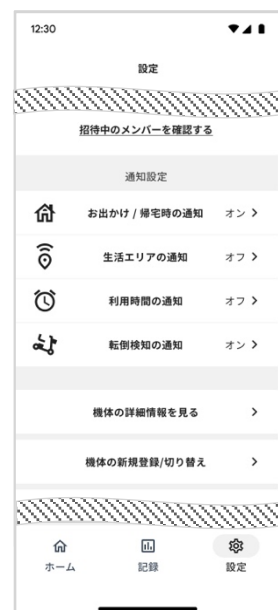 12:30
設定
招待中のメンバーを確認する
通知設定
お出かけ / 帰宅時の通知 オン
生活エリアの通知 オフ
利用時間の通知 オフ
転倒検知の通知 オン
機体の詳細情報を見る
機体の新規登録/切り替え
ホーム 記録 設定